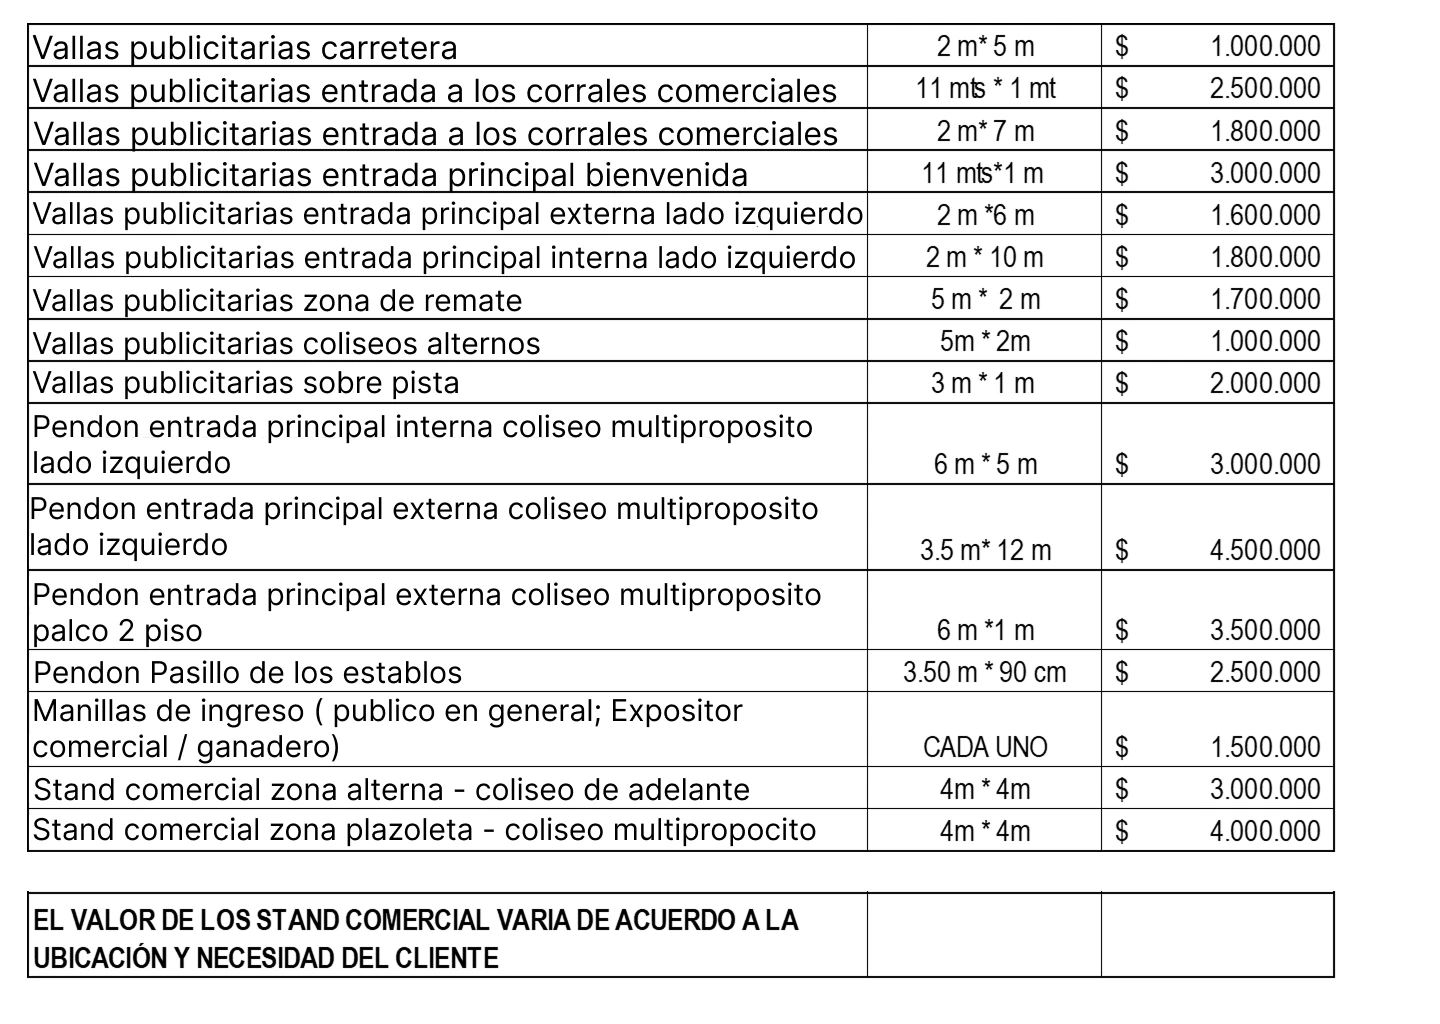 Vallas publicitarias carretera 2 m* 5 m $ 1.000.000
Vallas publicitarias entrada a los corrales comerciales 11 mts * 1 mt $ 2.500.000
Vallas publicitarias entrada a los corrales comerciales 2 m* 7 m $ 1.800.000
Vallas publicitarias entrada principal bienvenida 11 mts*1 m $ 3.000.000
Vallas publicitarias entrada principal externa lado izquierdo 2 m *6 m $ 1.600.000
Vallas publicitarias entrada principal interna lado izquierdo 2 m * 10 m $ 1.800.000
Vallas publicitarias zona de remate 5 m * 2 m $ 1.700.000
Vallas publicitarias coliseos alternos 5m * 2m $ 1.000.000
Vallas publicitarias sobre pista 3 m * 1 m $ 2.000.000
Pendon entrada principal interna coliseo multiproposito
lado izquierdo 6 m * 5 m $ 3.000.000
Pendon entrada principal externa coliseo multiproposito
lado izquierdo 3.5 m* 12 m $ 4.500.000
Pendon entrada principal externa coliseo multiproposito
palco 2 piso 6 m *1 m $ 3.500.000
Pendon Pasillo de los establos 3.50 m * 90 cm $ 2.500.000
Manillas de ingreso ( publico en general; Expositor
comercial / ganadero) CADA UNO $ 1.500.000
Stand comercial zona alterna - coliseo de adelante 4m * 4m $ 3.000.000
Stand comercial zona plazoleta - coliseo multipropocito 4m * 4m $ 4.000.000
EL VALOR DE LOS STAND COMERCIAL VARIA DE ACUERDO A LA
UBICACIÓN Y NECESIDAD DEL CLIENTE